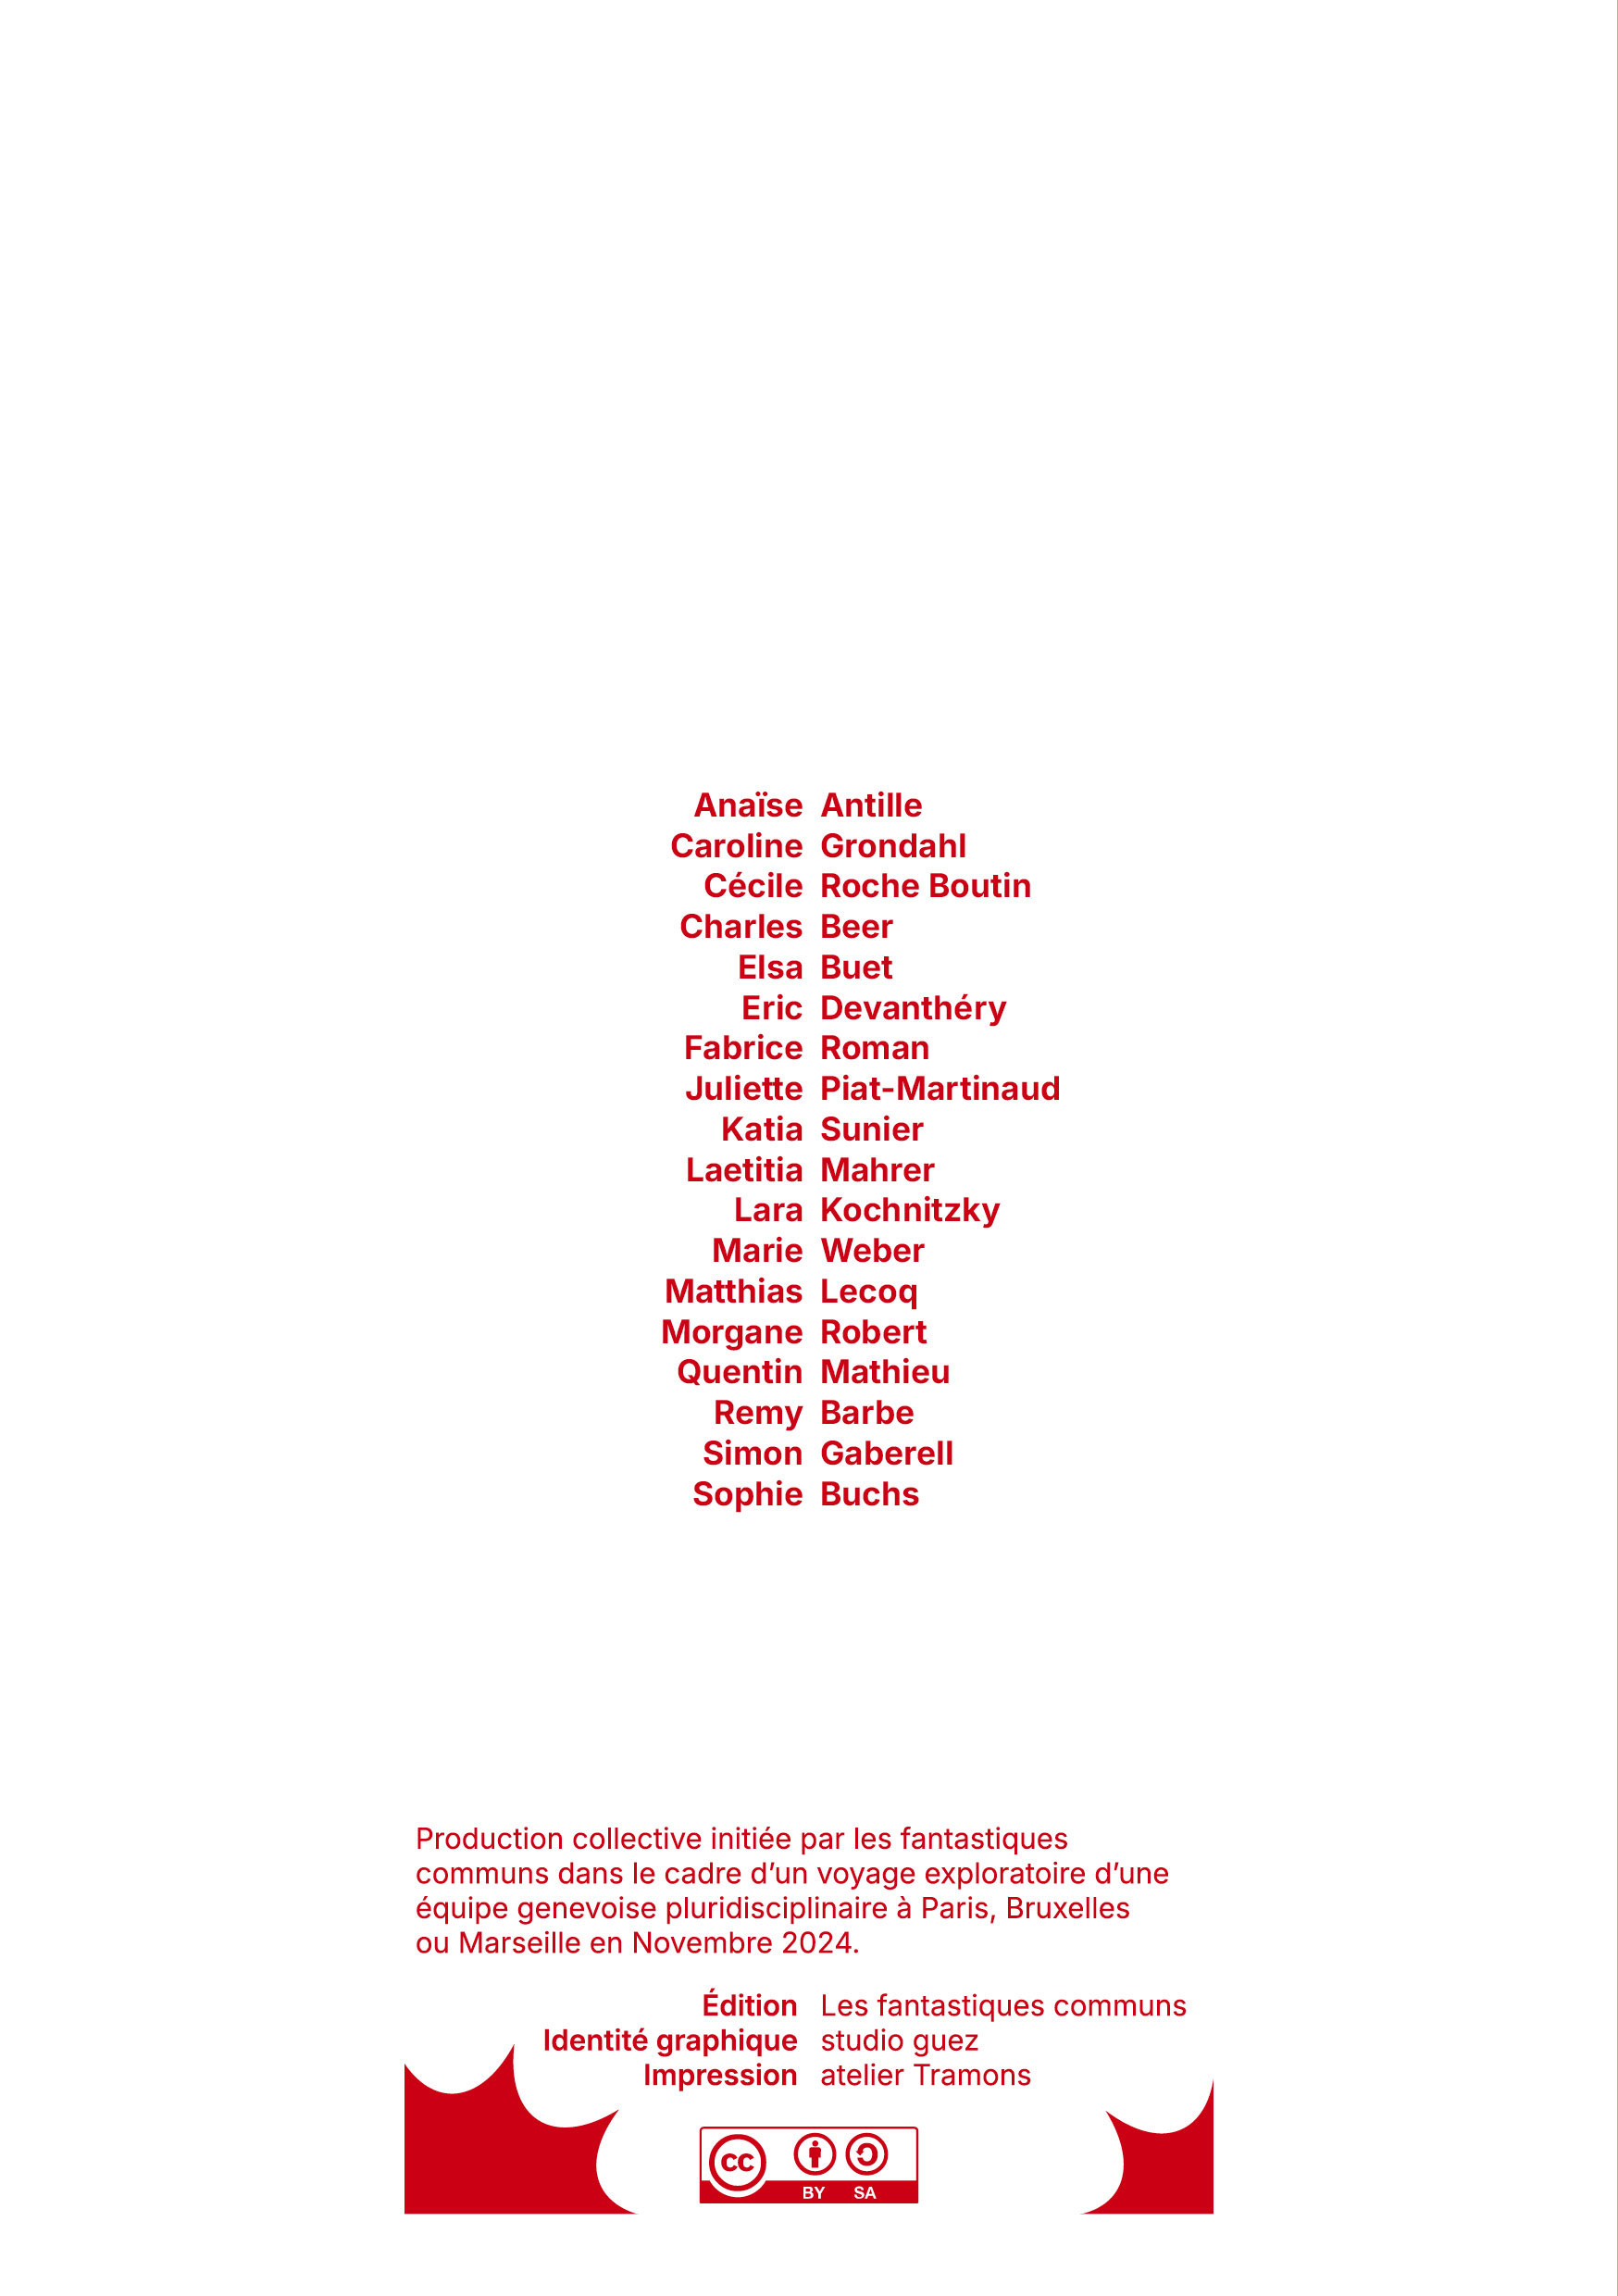 Anaïse Antille
Caroline Grondahl
Cécile Roche Boutin
Charles Beer
Elsa Buet
Eric Devanthéry
Fabrice Roman
Juliette Piat-Martinaud
Katia Sunier
Laetitia Mahrer
Lara Kochnitzky
Marie Weber
Matthias Lecoq
Morgane Robert
Quentin Mathieu
Remy Barbe
Simon Gaberell
Sophie Buchs
Production collective initiée par les fantastiques
communs dans le cadre d’un voyage exploratoire d’une
équipe genevoise pluridisciplinaire à Paris, Bruxelles
ou Marseille en Novembre 2024.
Édition Les fantastiques communs
Identité graphique studio guez
Impression atelier Tramons
cc
BY SA